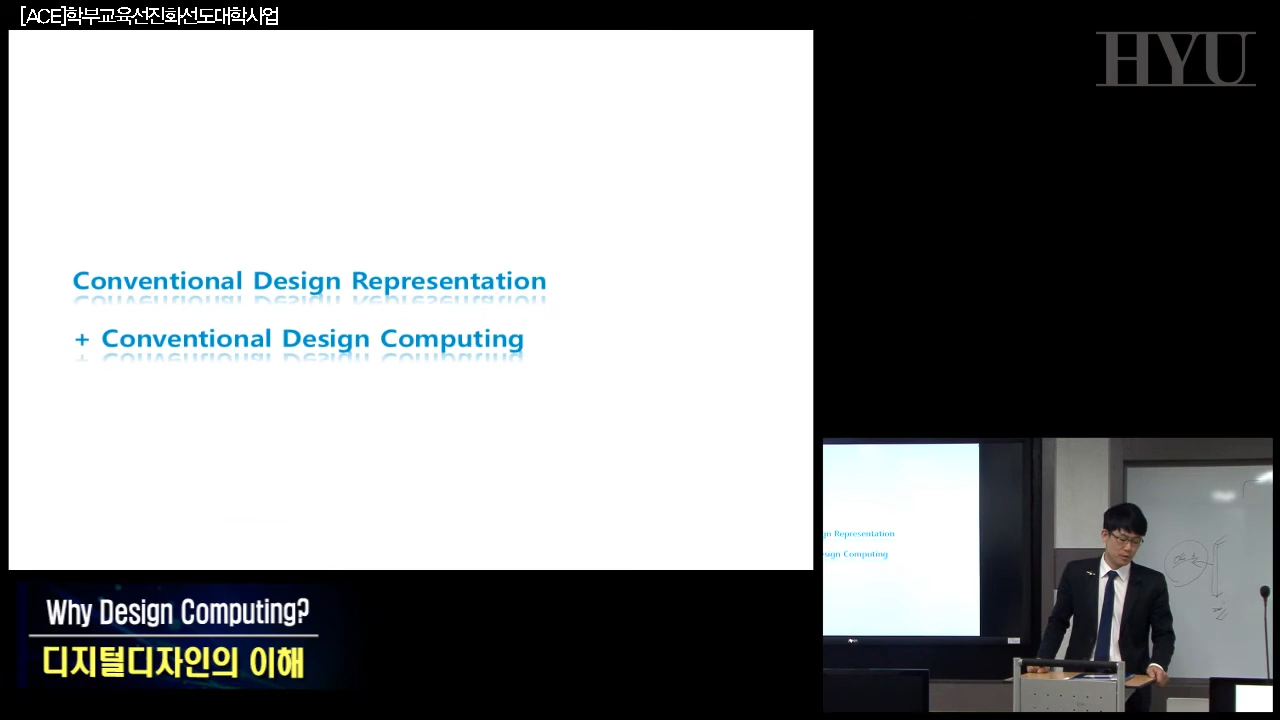 [ACE]학부교육선진화선도대학사업
HYU
Conventional Design Representation
+ Conventional Design Computing
gn Representation
sign Computing
Why Design Computing?
디지털디자인의 이해